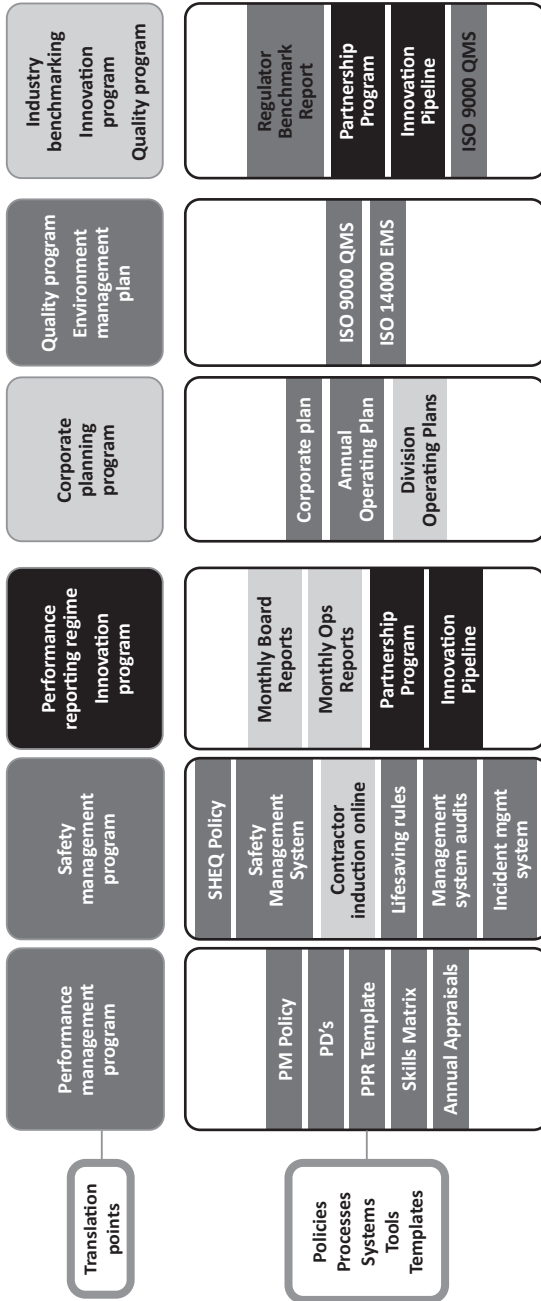 Translation
points
Performance
management
program
Safety
management
program
Performance
reporting regime
Innovation
program
Corporate
planning
program
Quality program
Environment
management
plan
Industry
benchmarking
Innovation
program
Quality program
Policies
Processes
Systems
Tools
Templates
PM Policy
PD's
PPR Template
Skills Matrix
Annual Appraisals
SHEQ Policy
Safety
Management
System
Contractor
induction online
Lifesaving rules
Management
system audits
Incident mgmt
system
Monthly Board
Reports
Monthly Ops
Reports
Partnership
Program
Innovation
Pipeline
Corporate plan
Annual
Operating Plan
Division
Operating Plans
ISO 9000 QMS
ISO 14000 EMS
Regulator
Benchmark
Report
Partnership
Program
Innovation
Pipeline
ISO 9000 QMS